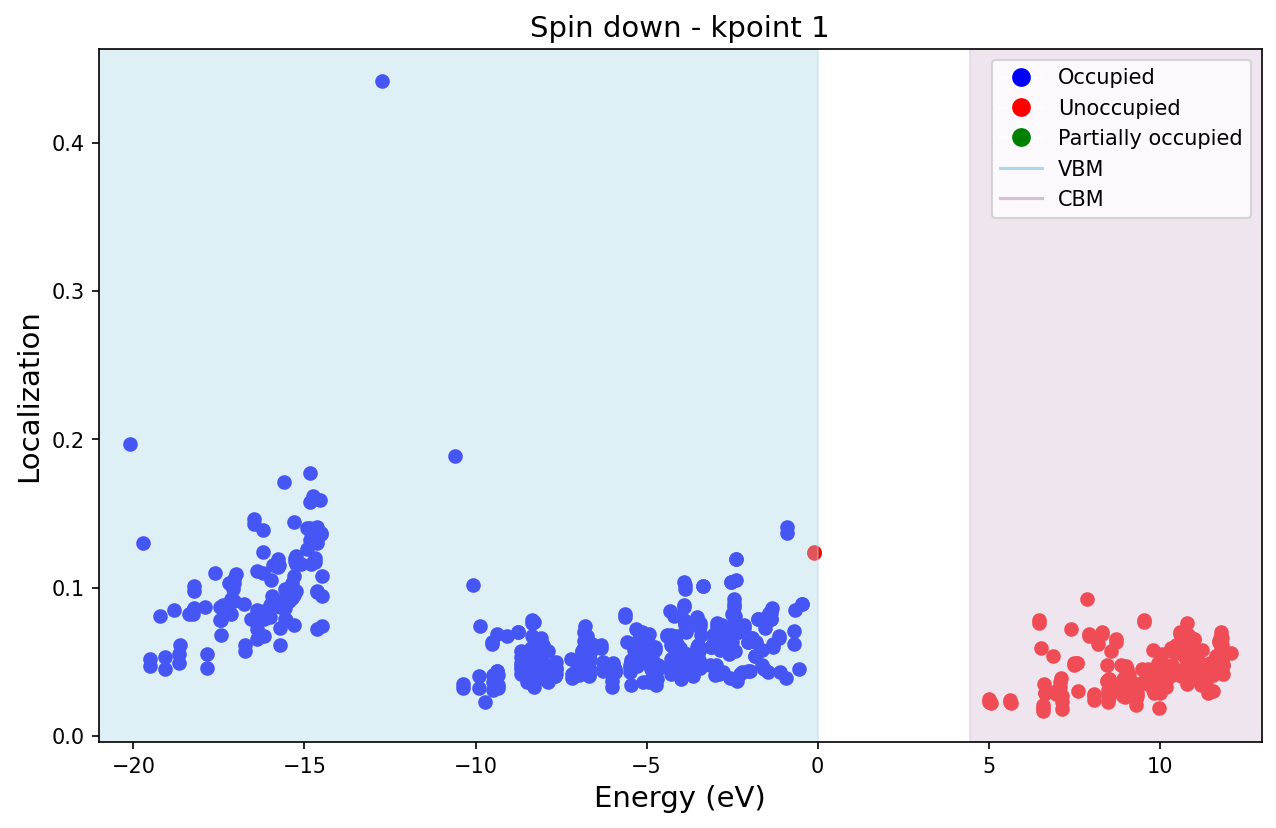 Spin down - kpoint 1
Localization
0.4
0.3
0.2
0.1
0.0
−20
−15
−10
−5
0
5
10
Energy (eV)
Occupied
Unoccupied
Partially occupied
VBM
CBM